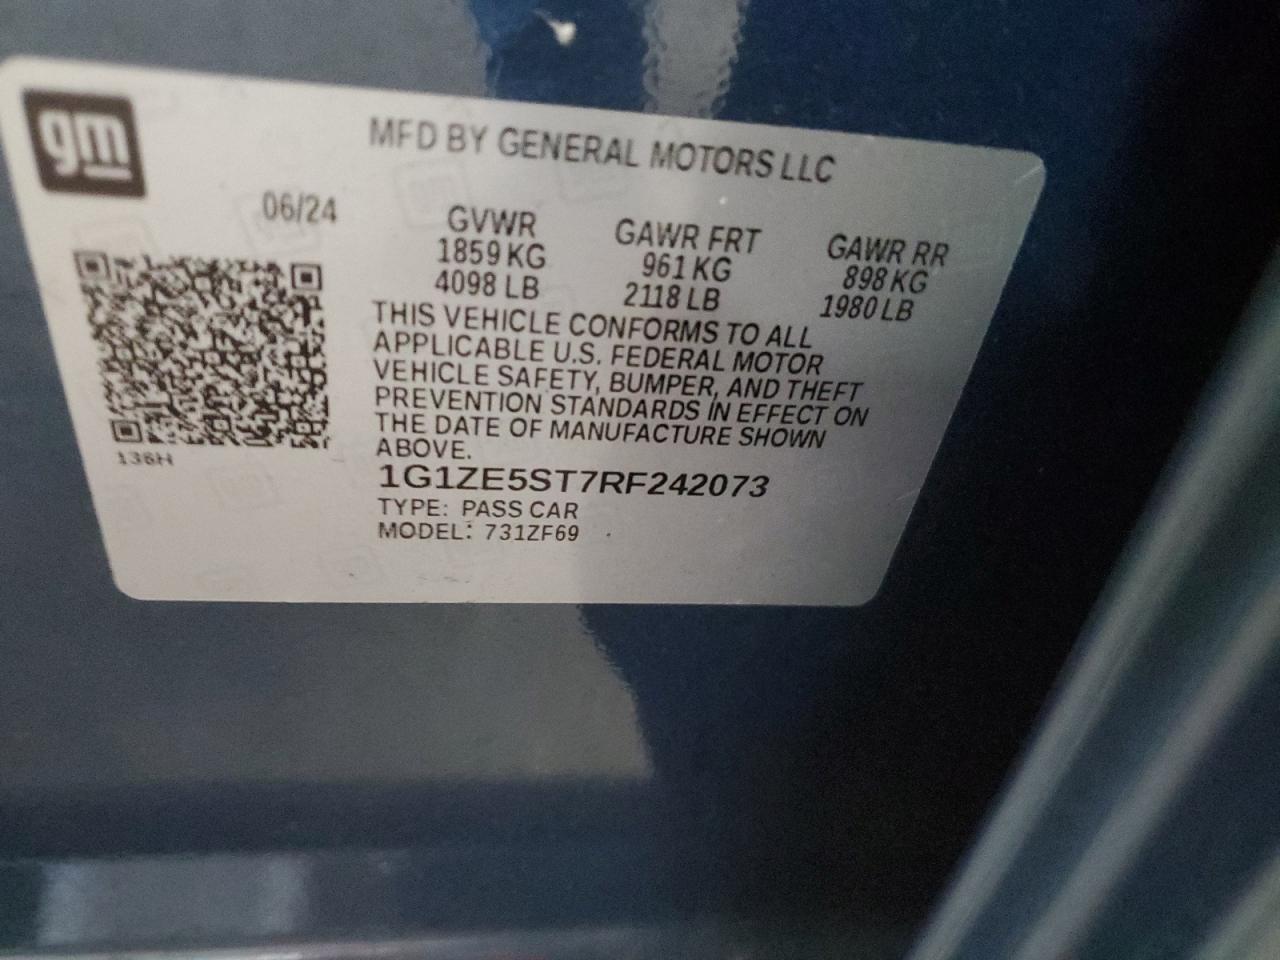 gm
MFD BY GENERAL MOTORS LLC
06/24
GVWR
1859 KG
4098 LB
GAWR FRT
961 KG
2118 LB
GAWR RR
898 KG
1980 LB
THIS VEHICLE CONFORMS TO ALL
APPLICABLE U.S. FEDERAL MOTOR
VEHICLE SAFETY, BUMPER, AND THEFT
PREVENTION STANDARDS IN EFFECT ON
THE DATE OF MANUFACTURE SHOWN
ABOVE.
136H
1G1ZE5ST7RF242073
TYPE: PASS CAR
MODEL: 731ZF69